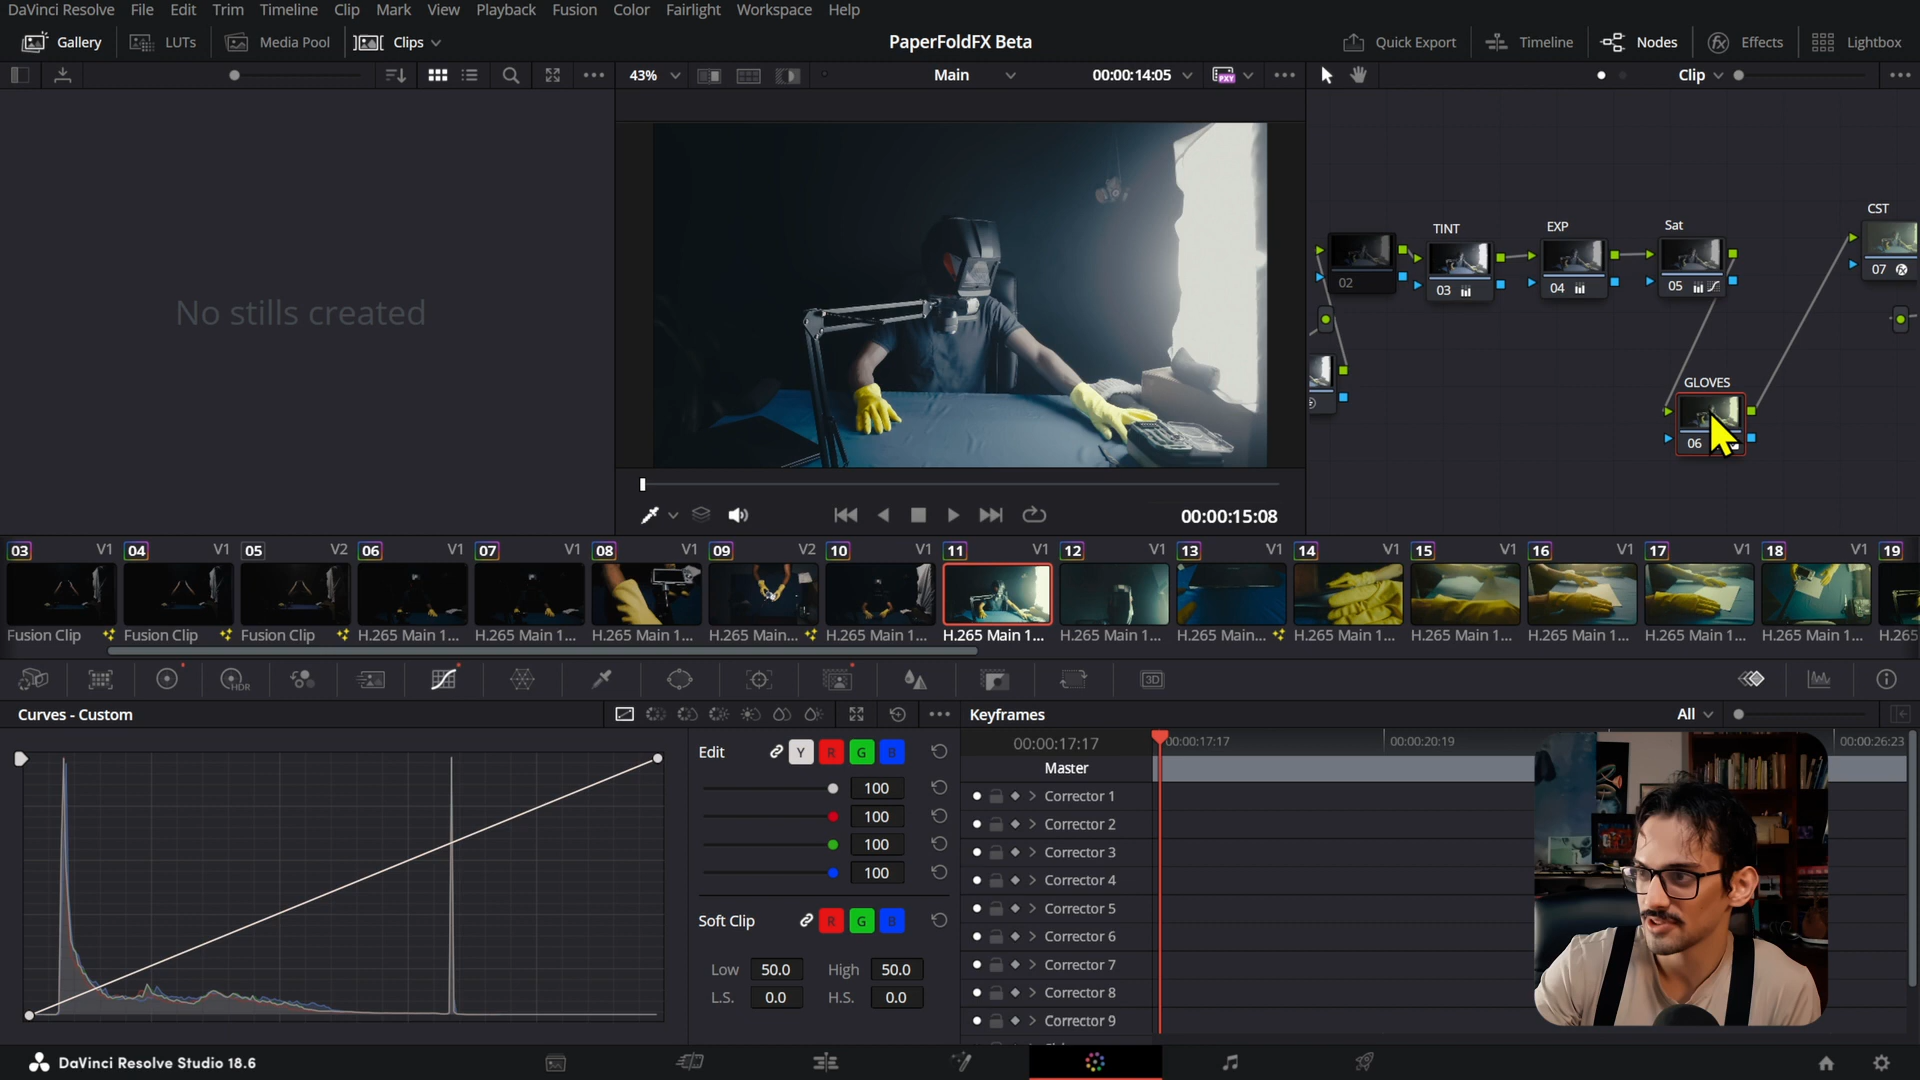 DaVinci Resolve File Edit Trim Timeline Clip Mark View Playback Fusion Color Fairlight Workspace Help
Gallery LUTs Media Pool Clips PaperFoldFX Beta Quick Export Timeline Nodes Effects Lightbox
43% Main 00:00:14:05 PXY Clip
No stills created
CST
07
TINT
03
EXP
04
Sat
05
02
GLOVES
06
00:00:15:08
03 V1 04 V1 05 V2 06 V1 07 V1 08 V1 09 V2 10 V1 11 V1 12 V1 13 V1 14 V1 15 V1 16 V1 17 V1 18 V1 19
Fusion Clip Fusion Clip Fusion Clip H.265 Main 1... H.265 Main 1... H.265 Main 1... H.265 Main... H.265 Main 1... H.265 Main 1... H.265 Main 1... H.265 Main... H.265 Main 1... H.265 Main 1... H.265 Main 1... H.265 Main 1... H.265 Main 1... H.265
HDR 3D
Curves - Custom
Keyframes All
Edit Y R G B
100
100
100
100
Soft Clip R G B
Low 50.0 High 50.0
L.S. 0.0 H.S. 0.0
00:00:17:17 00:00:17:17 00:00:20:19 00:00:26:23
Master
Corrector 1
Corrector 2
Corrector 3
Corrector 4
Corrector 5
Corrector 6
Corrector 7
Corrector 8
Corrector 9
DaVinci Resolve Studio 18.6